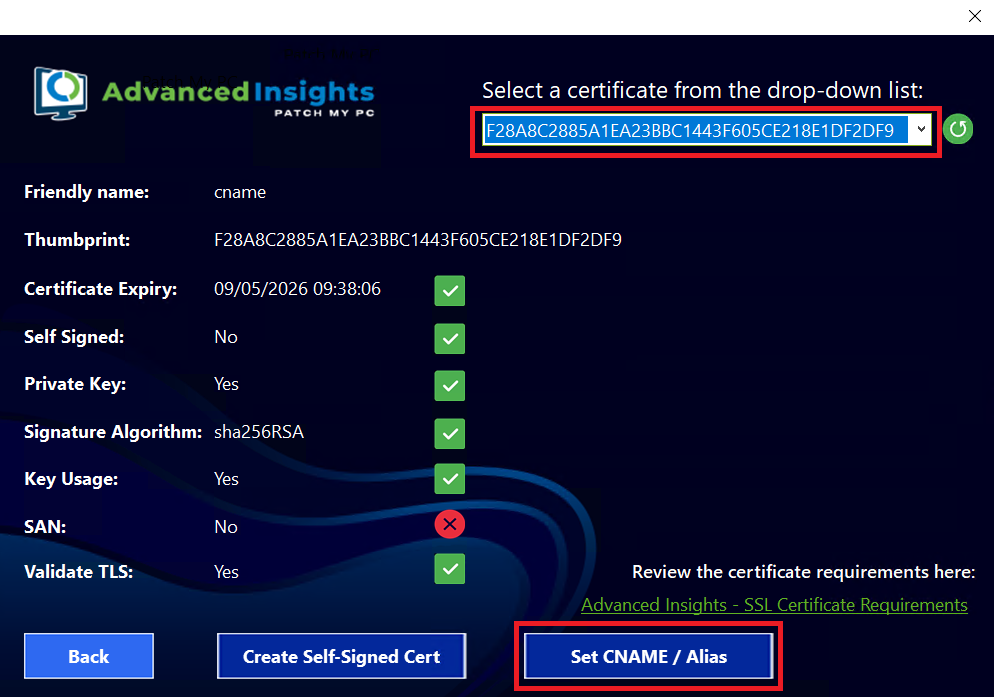 Advanced Insights
PATCH MY PC
Select a certificate from the drop-down list:
F28A8C2885A1EA23BBC1443F605CE218E1DF2DF9
Friendly name: cname
Thumbprint: F28A8C2885A1EA23BBC1443F605CE218E1DF2DF9
Certificate Expiry: 09/05/2026 09:38:06
Self Signed: No
Private Key: Yes
Signature Algorithm: sha256RSA
Key Usage: Yes
SAN: No
Validate TLS: Yes
Review the certificate requirements here:
Advanced Insights - SSL Certificate Requirements
Back
Create Self-Signed Cert
Set CNAME / Alias